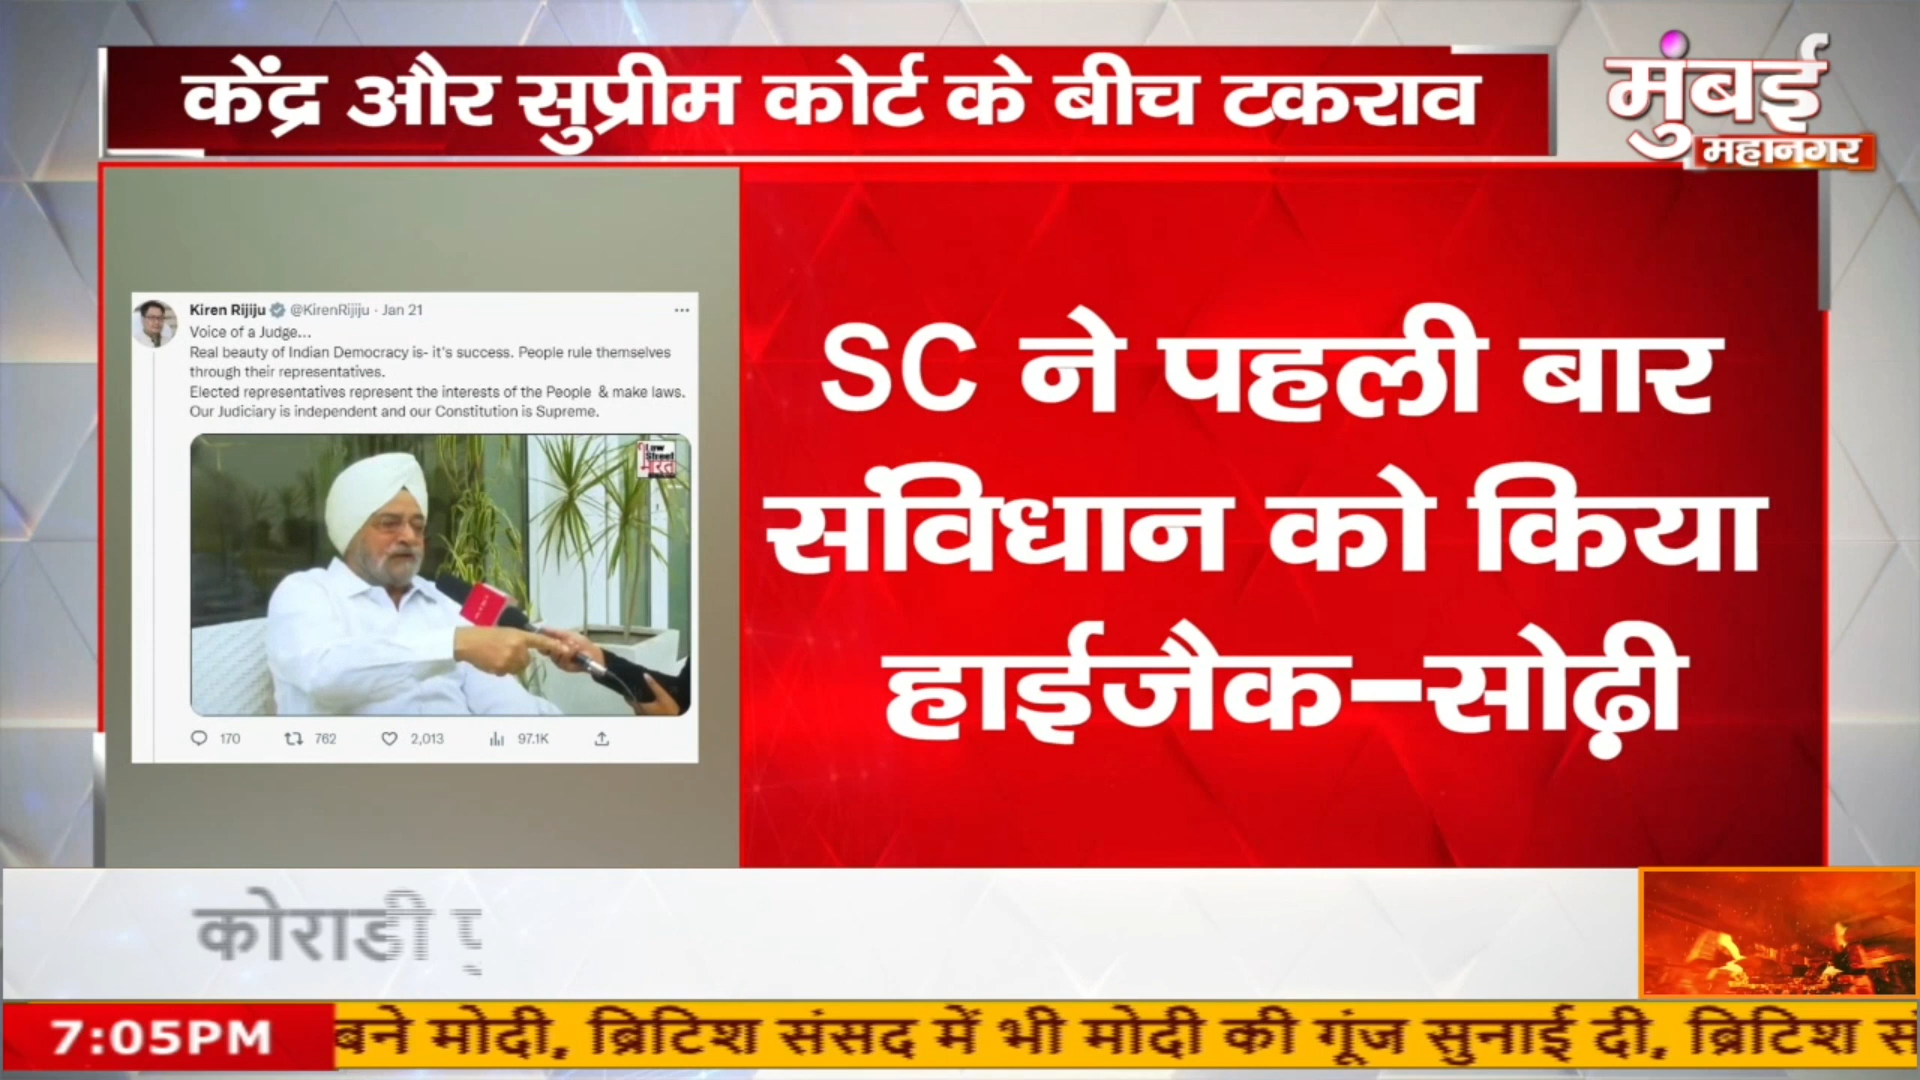 केंद्र और सुप्रीम कोर्ट के बीच टकराव
मुंबई
महानगर
Kiren Rijiju @KirenRijiju · Jan 21
Voice of a Judge...
Real beauty of Indian Democracy is- it's success. People rule themselves
through their representatives.
Elected representatives represent the interests of the People & make laws.
Our Judiciary is independent and our Constitution is Supreme.
Law
Street
भारत
170 762 2,013 97.1K
SC ने पहली बार
संविधान को किया
हाईजैक-सोढ़ी
कोराडी
7:05PM
बने मोदी, ब्रिटिश संसद में भी मोदी की गूंज सुनाई दी, ब्रिटिश